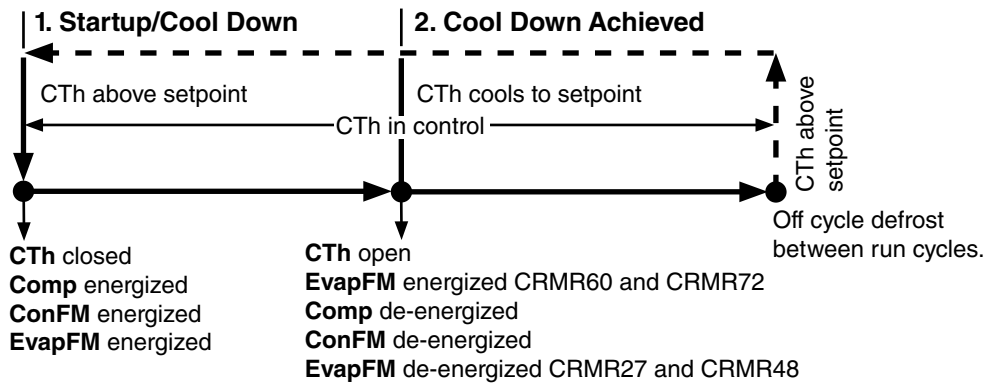 1. Startup/Cool Down
2. Cool Down Achieved
CTh above setpoint
CTh cools to setpoint
CTh in control
CTh above
setpoint
Off cycle defrost
between run cycles.
CTh closed
Comp energized
ConFM energized
EvapFM energized
CTh open
EvapFM energized CRMR60 and CRMR72
Comp de-energized
ConFM de-energized
EvapFM de-energized CRMR27 and CRMR48